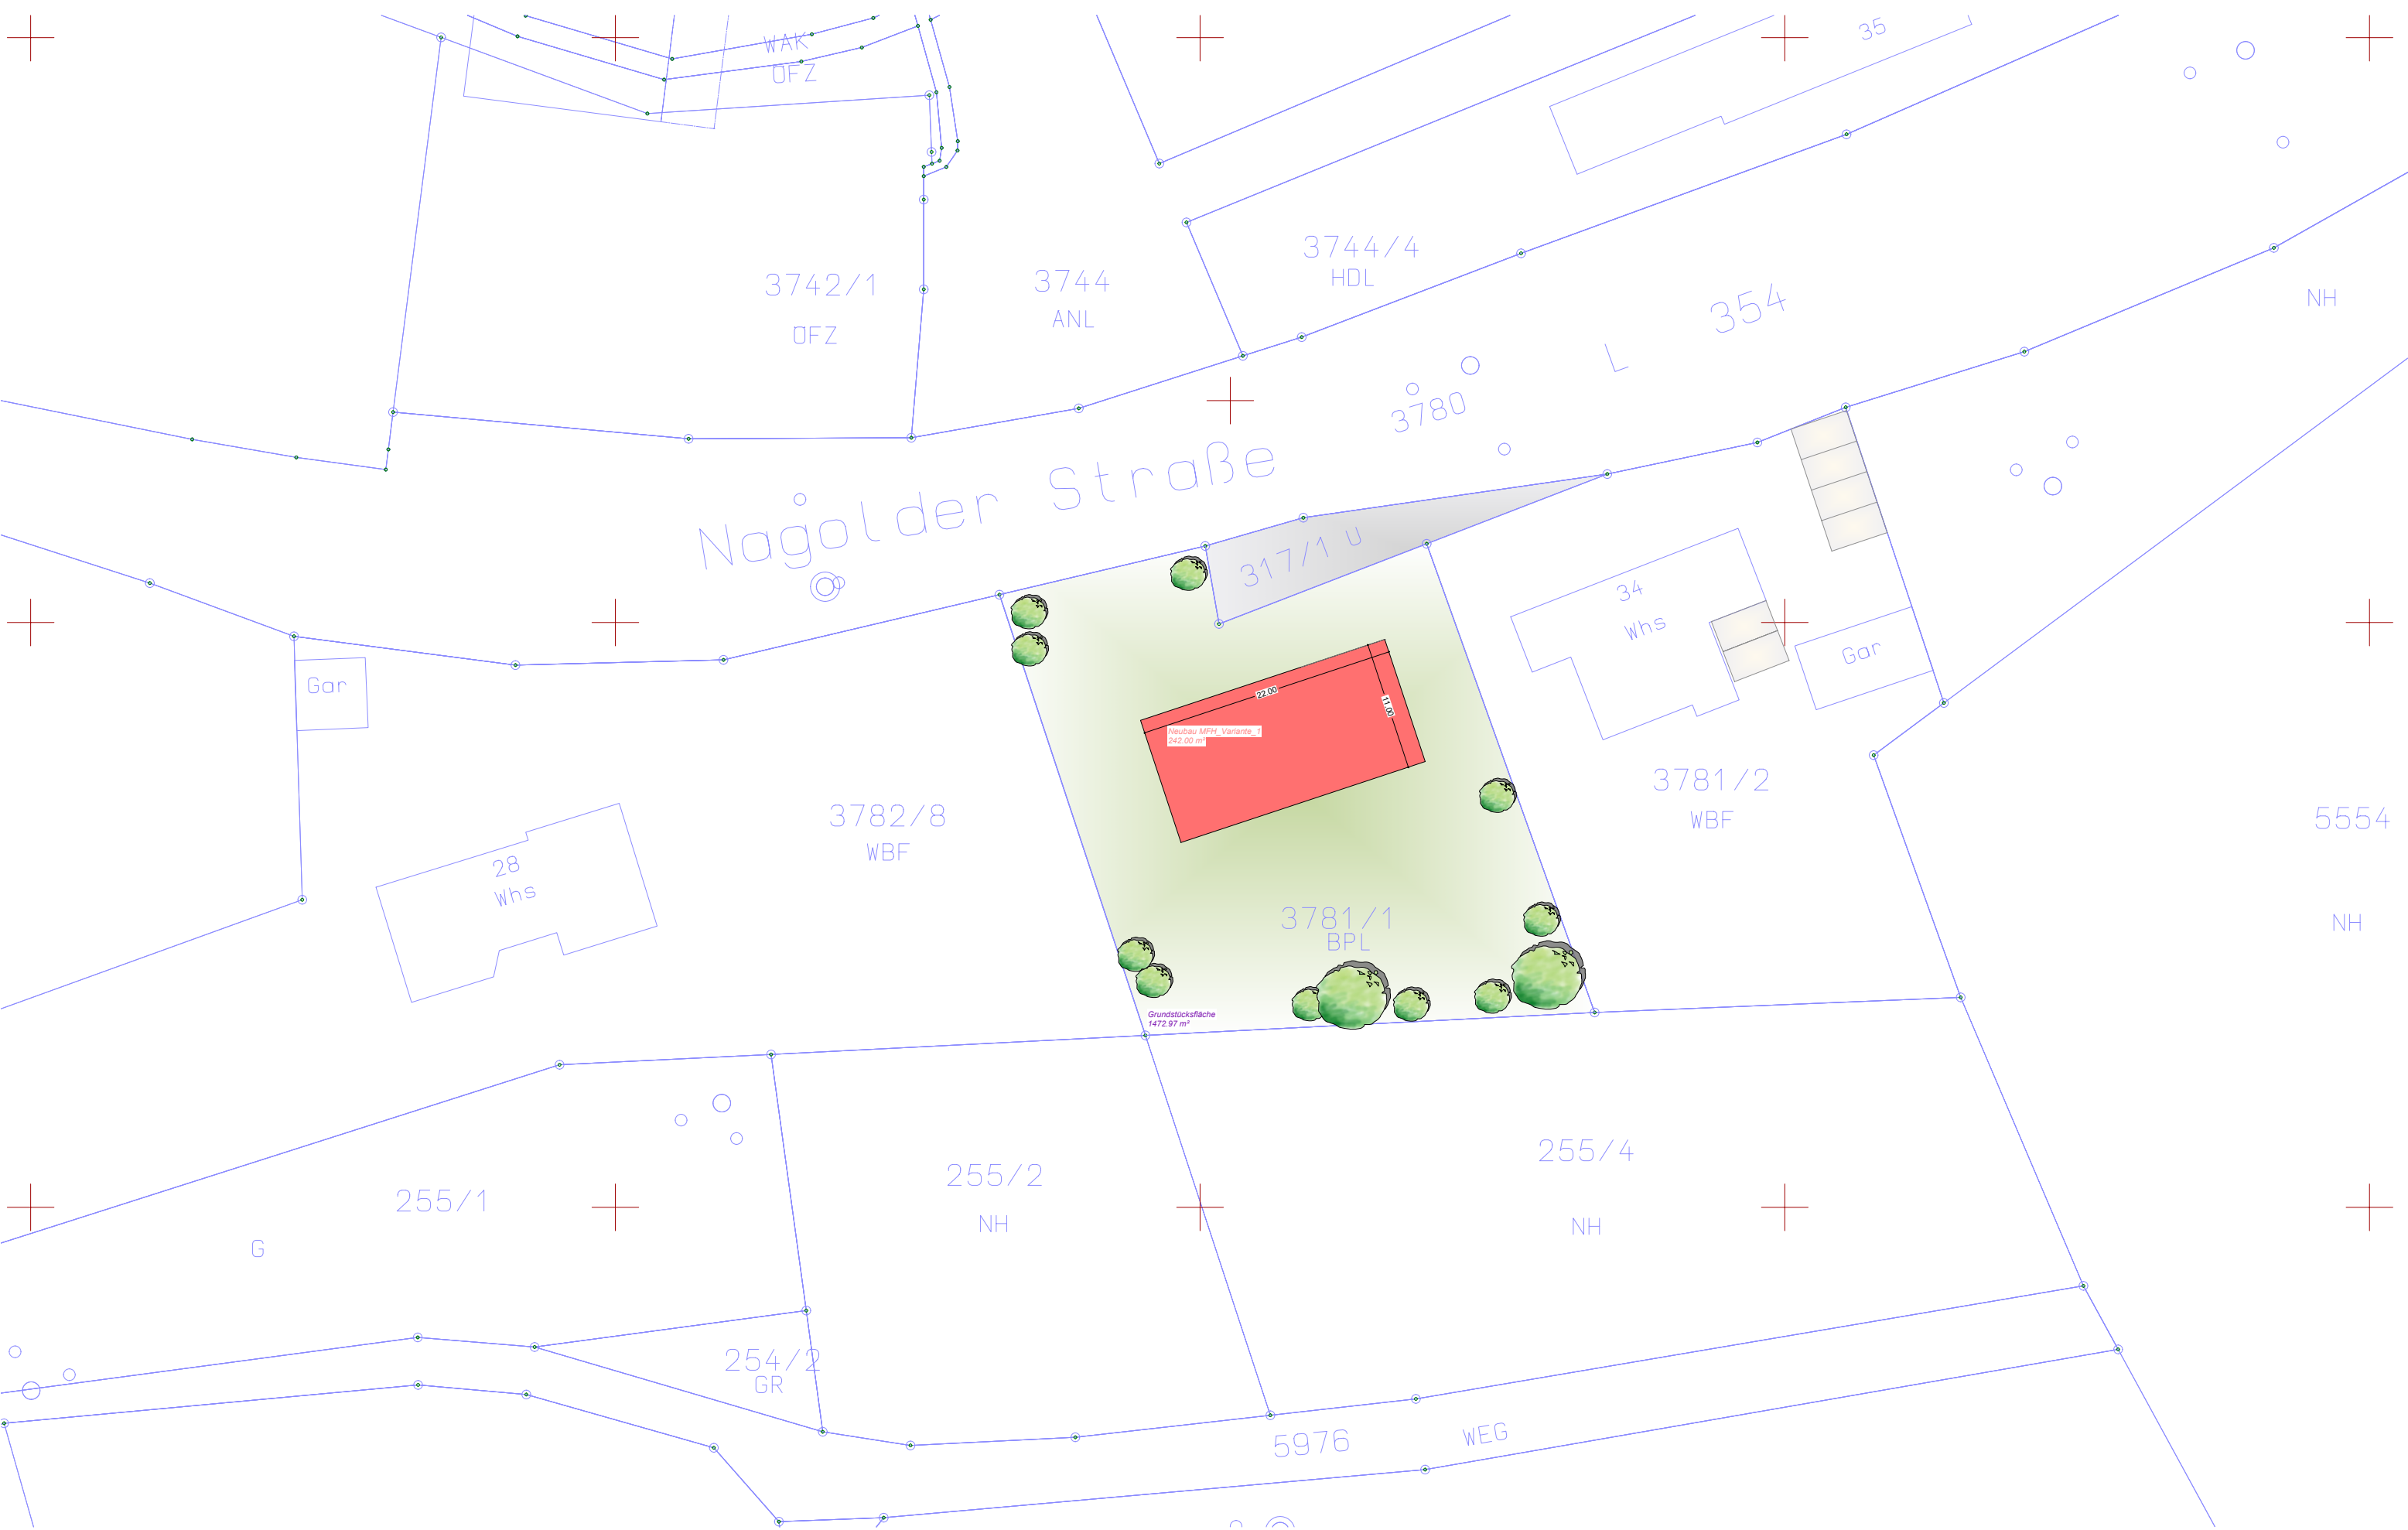 WAK
ÖFZ
35
3742/1
ÖFZ
3744
ANL
3744/4
HDL
L 354
NH
3780
Nagolder Straße
317/1 U
34
Whs
Gar
Gar
22.00
11.00
Neubau MFH_Variante_1
242.00 m²
3782/8
WBF
3781/2
WBF
5554
NH
28
Whs
3781/1
BPL
Grundstücksfläche
1472.97 m²
255/1
G
255/2
NH
255/4
NH
254/2
GR
5976
WEG